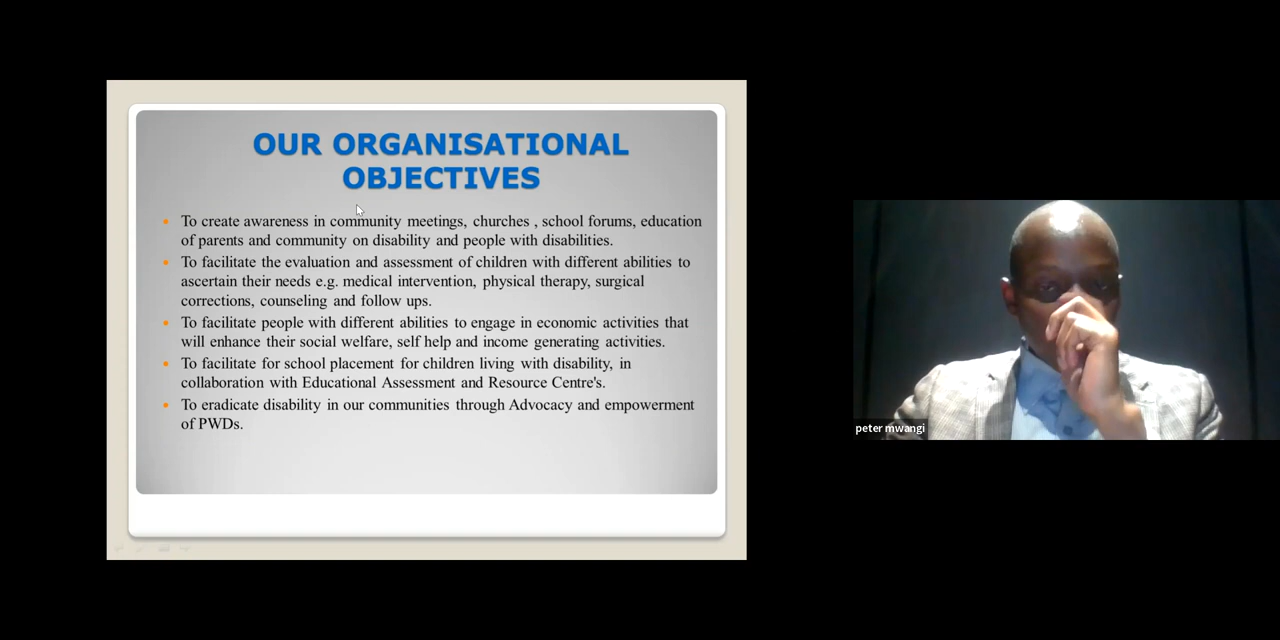 OUR ORGANISATIONAL
OBJECTIVES
To create awareness in community meetings, churches , school forums, education
of parents and community on disability and people with disabilities.
To facilitate the evaluation and assessment of children with different abilities to
ascertain their needs e.g. medical intervention, physical therapy, surgical
corrections, counseling and follow ups.
To facilitate people with different abilities to engage in economic activities that
will enhance their social welfare, self help and income generating activities.
To facilitate for school placement for children living with disability, in
collaboration with Educational Assessment and Resource Centre's.
To eradicate disability in our communities through Advocacy and empowerment
of PWDs.
peter mwangi